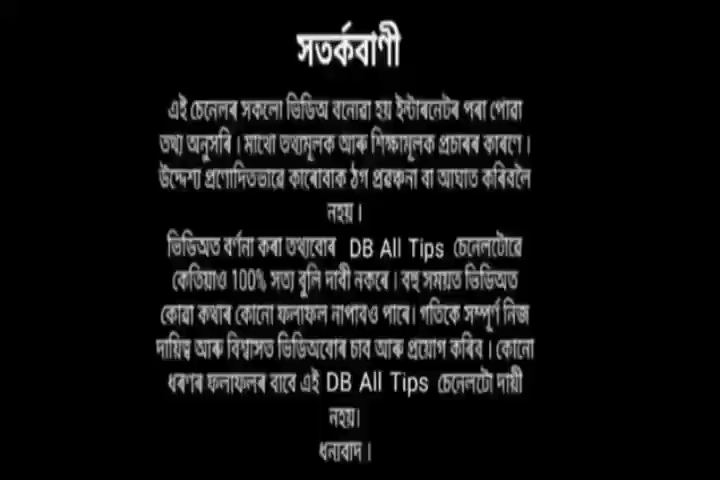 সতৰ্কবাণী
এই চেনেলৰ সকলো ভিডিঅ বনোৱা হয় ইন্টাৰনেটৰ পৰা পোৱা
তথ্য অনুসৰি । মাথো তথ্যমূলক আৰু শিক্ষামূলক প্ৰচাৰৰ কাৰণে ।
উদ্দেশ্য প্ৰণোদিতভাৱে কাৰোবাক ঠগ প্ৰৱঞ্চনা বা আঘাত কৰিবলৈ
নহয় ।
ভিডিঅত বৰ্ণনা কৰা তথ্যবোৰ DB All Tips চেনেলটোৱে
কেতিয়াও 100% সত্য বুলি দাবী নকৰে । বহু সময়ত ভিডিঅত
কোৱা কথাৰ কোনো ফলাফল নাপাবও পাৰে। গতিকে সম্পূৰ্ণ নিজ
দায়িত্ব আৰু বিশ্বাসত ভিডিঅবোৰ চাব আৰু প্ৰয়োগ কৰিব । কোনো
ধৰণৰ ফলাফলৰ বাবে এই DB All Tips চেনেলটো দায়ী
নহয়।
ধন্যবাদ ।